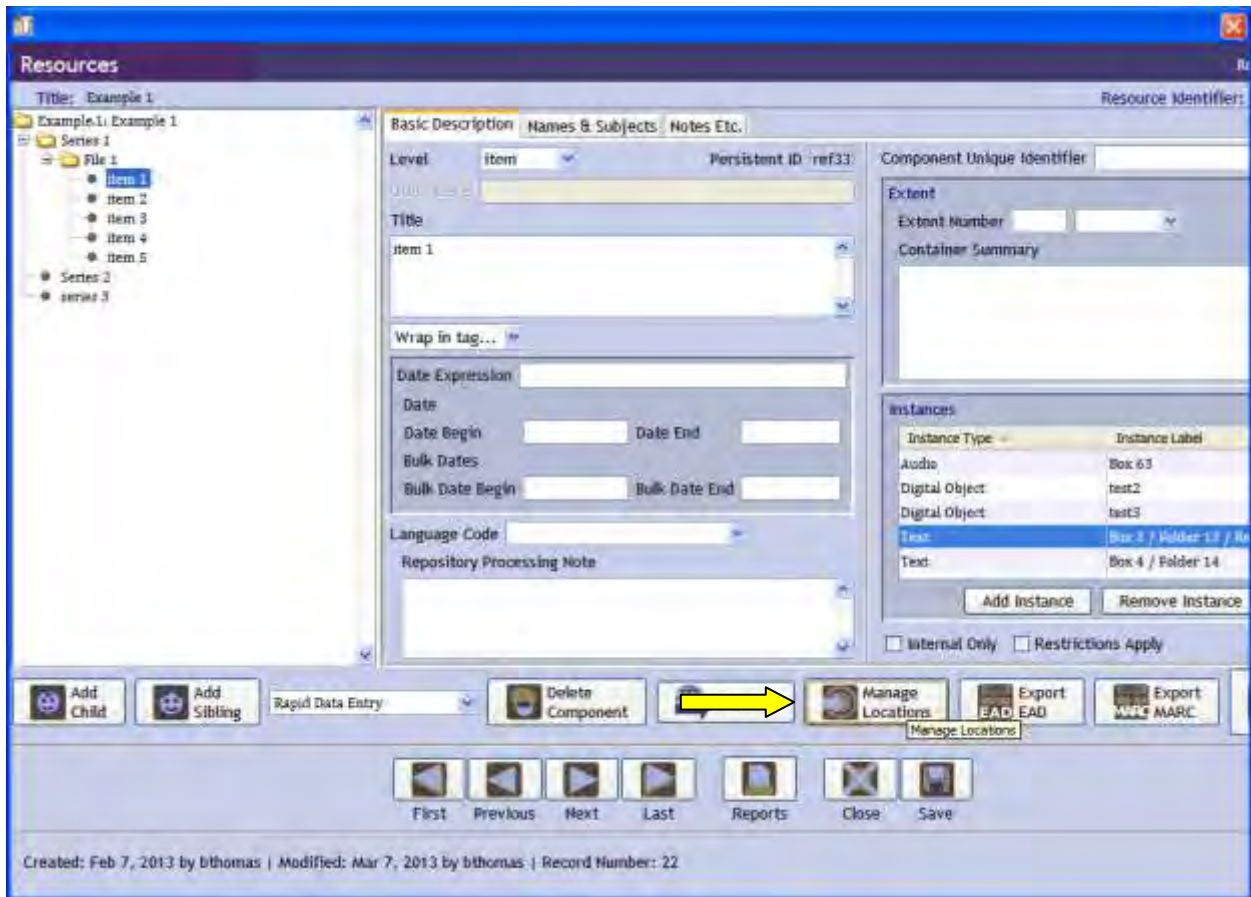 Resources
Title: Example 1
Resource Identifier:
Example.1: Example 1
Series 1
File 1
item 1
item 2
item 3
item 4
item 5
Series 2
series 3
Basic Description Names & Subjects Notes Etc.
Level item Persistent ID ref33
Title
item 1
Wrap in tag...
Date Expression
Date
Date Begin Date End
Bulk Dates
Bulk Date Begin Bulk Date End
Language Code
Repository Processing Note
Component Unique Identifier
Extent
Extent Number
Container Summary
Instances
Instance Type Instance Label
Audio Box 63
Digital Object test2
Digital Object test3
Text Box 3 / Folder 13 /
Text Box 4 / Folder 14
Add Instance Remove Instance
Internal Only Restrictions Apply
Add Child
Add Sibling
Rapid Data Entry
Delete Component
Manage Locations
EAD Export EAD
MARC Export MARC
Manage Locations
First Previous Next Last Reports Close Save
Created: Feb 7, 2013 by bthomas | Modified: Mar 7, 2013 by bthomas | Record Number: 22